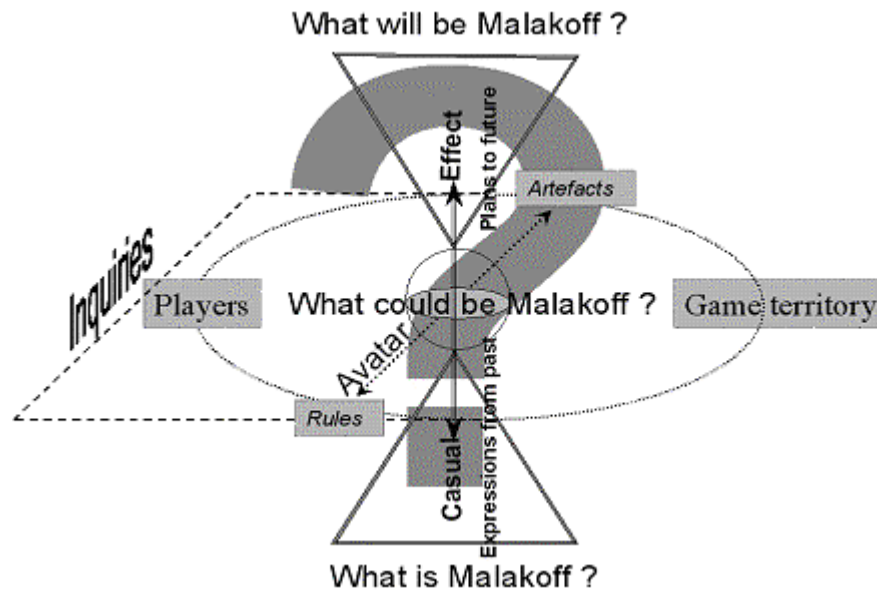 What will be Malakoff ?
Effect
Plans to future
Artefacts
Inquiries
Players
What could be Malakoff ?
Game territory
Avatar
Rules
Casual
Expressions from past
What is Malakoff ?